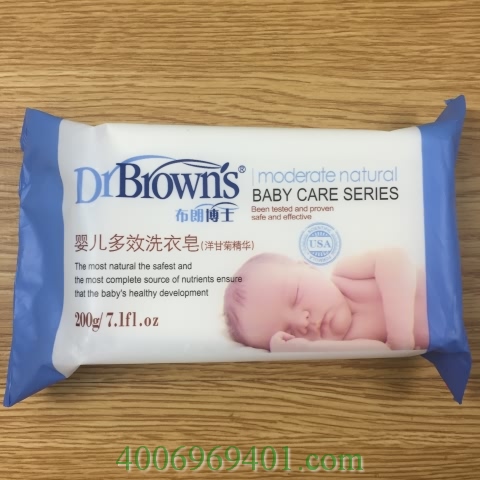 Dr Brown's®
布朗博士
moderate natural
BABY CARE SERIES
Been tested and proven
safe and effective
USA
婴儿多效洗衣皂(洋甘菊精华)
The most natural the safest and
the most complete source of nutrients ensure
that the baby's healthy development
200g/7.1fl.oz
4006969401.com